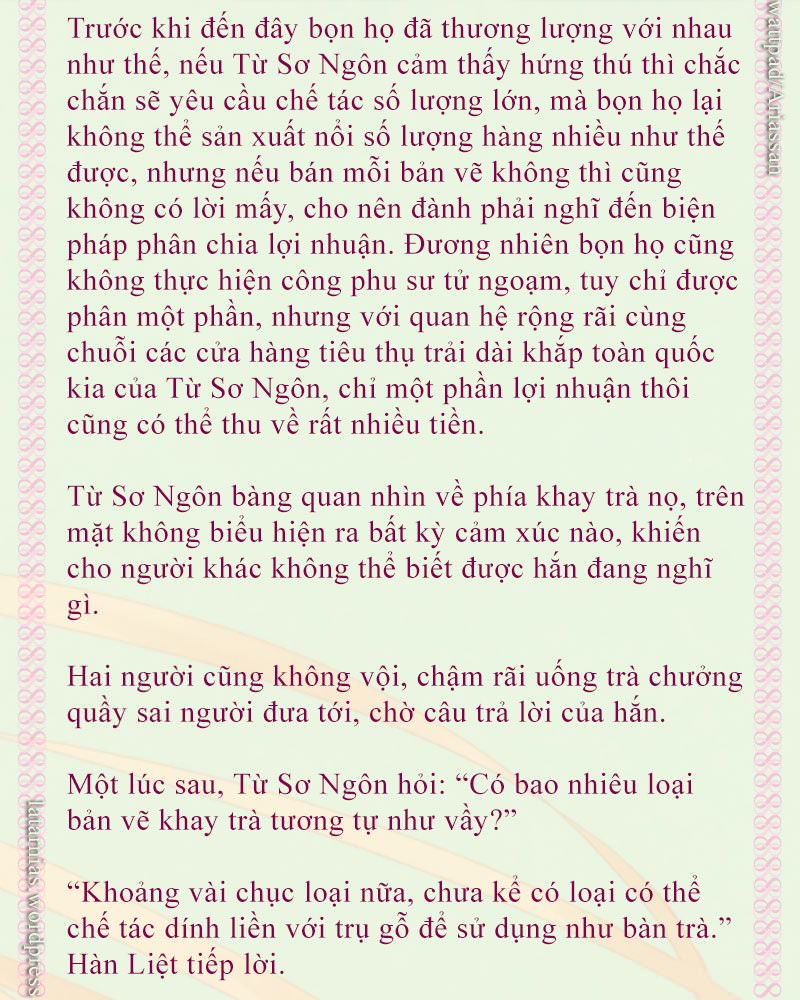 Trước khi đến đây bọn họ đã thương lượng với nhau
như thế, nếu Từ Sơ Ngôn cảm thấy hứng thú thì chắc
chắn sẽ yêu cầu chế tác số lượng lớn, mà bọn họ lại
không thể sản xuất nổi số lượng hàng nhiều như thế
được, nhưng nếu bán mỗi bản vẽ không thì cũng
không có lời mấy, cho nên đành phải nghĩ đến biện
pháp phân chia lợi nhuận. Đương nhiên bọn họ cũng
không thực hiện công phu sư tử ngoạm, tuy chỉ được
phân một phần, nhưng với quan hệ rộng rãi cùng
chuỗi các cửa hàng tiêu thụ trải dài khắp toàn quốc
kia của Từ Sơ Ngôn, chỉ một phần lợi nhuận thôi
cũng có thể thu về rất nhiều tiền.
Từ Sơ Ngôn bàng quan nhìn về phía khay trà nọ, trên
mặt không biểu hiện ra bất kỳ cảm xúc nào, khiến
cho người khác không thể biết được hắn đang nghĩ
gì.
Hai người cũng không vội, chậm rãi uống trà chưởng
quầy sai người đưa tới, chờ câu trả lời của hắn.
Một lúc sau, Từ Sơ Ngôn hỏi: “Có bao nhiêu loại
bản vẽ khay trà tương tự như vầy?”
“Khoảng vài chục loại nữa, chưa kể có loại có thể
chế tác dính liền với trụ gỗ để sử dụng như bàn trà.”
Hàn Liệt tiếp lời.
wattpad/Ariassan